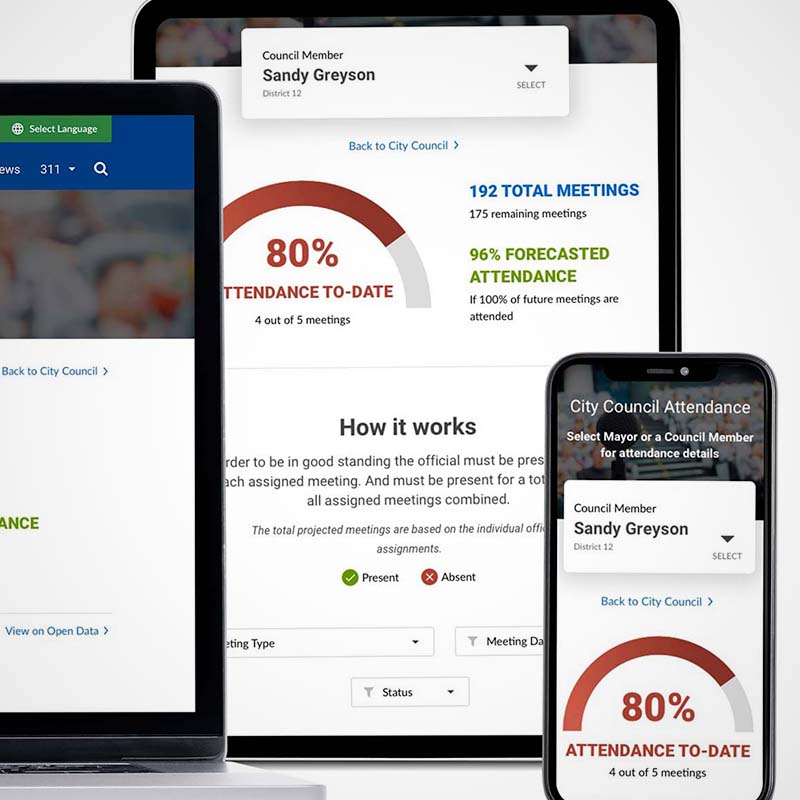 Select Language
ews 311
Back to City Council >
ANCE
View on Open Data >
Council Member
Sandy Greyson
District 12
SELECT
Back to City Council >
80%
TTENDANCE TO-DATE
4 out of 5 meetings
192 TOTAL MEETINGS
175 remaining meetings
96% FORECASTED
ATTENDANCE
If 100% of future meetings are
attended
How it works
rder to be in good standing the official must be pres
ach assigned meeting. And must be present for a tot
all assigned meetings combined.
The total projected meetings are based on the individual offic
assignments.
Present Absent
eting Type
Meeting Da
Status
City Council Attendance
Select Mayor or a Council Member
for attendance details
Council Member
Sandy Greyson
District 12
SELECT
Back to City Council >
80%
ATTENDANCE TO-DATE
4 out of 5 meetings